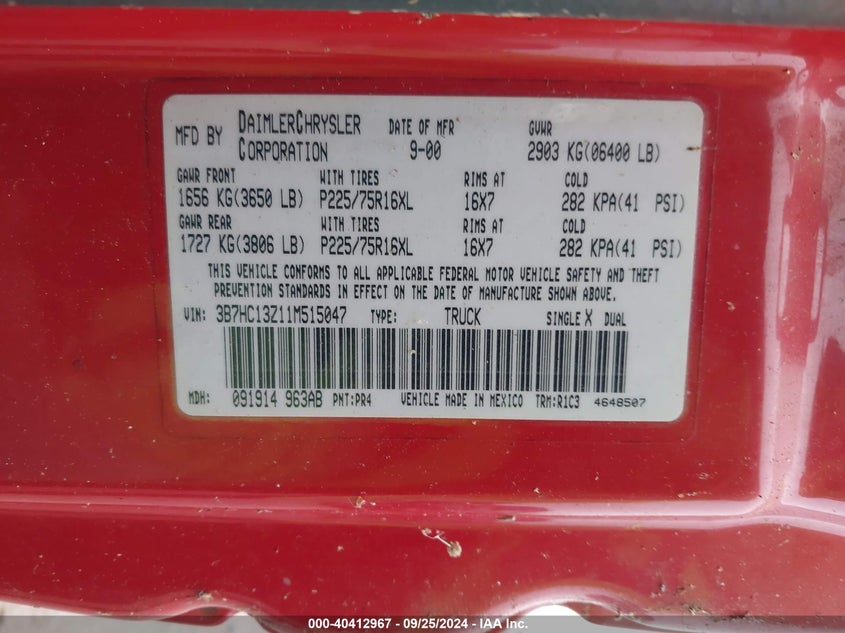 MFD BY DAIMLERCHRYSLER CORPORATION DATE OF MFR 9-00 GVWR 2903 KG(06400 LB)
GAWR FRONT WITH TIRES RIMS AT COLD
1656 KG(3650 LB) P225/75R16XL 16X7 282 KPA(41 PSI)
GAWR REAR WITH TIRES RIMS AT COLD
1727 KG(3806 LB) P225/75R16XL 16X7 282 KPA(41 PSI)
THIS VEHICLE CONFORMS TO ALL APPLICABLE FEDERAL MOTOR VEHICLE SAFETY AND THEFT
PREVENTION STANDARDS IN EFFECT ON THE DATE OF MANUFACTURE SHOWN ABOVE.
VIN: 3B7HC13Z11M515047 TYPE: TRUCK SINGLE X DUAL
MDH: 091914 963AB PNT:PR4 VEHICLE MADE IN MEXICO TRM:R1C3 4648507
000-40412967 - 09/25/2024 - IAA Inc.